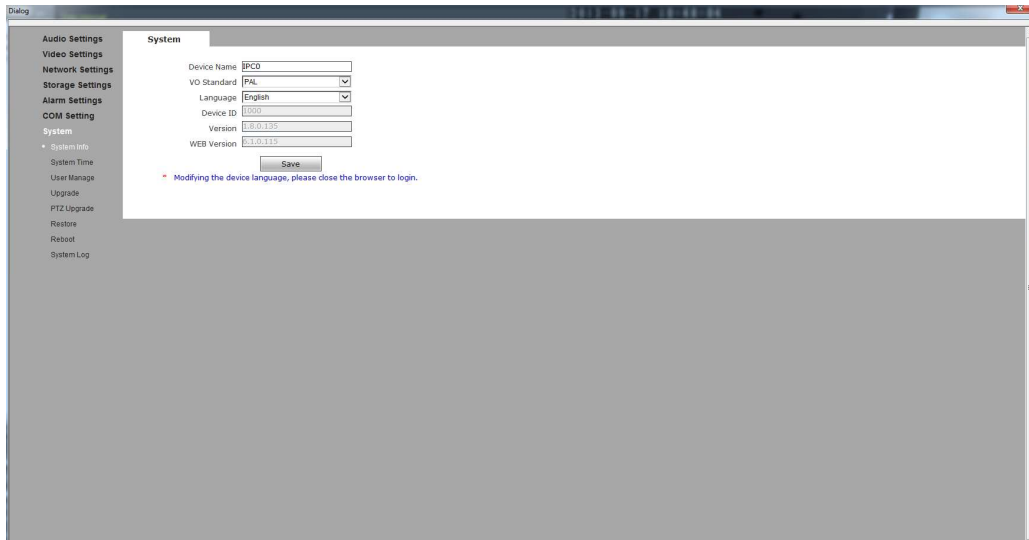 Dialog
Audio Settings
Video Settings
Network Settings
Storage Settings
Alarm Settings
COM Setting
System
System Info
System Time
User Manage
Upgrade
PTZ Upgrade
Restore
Reboot
System Log
System
Device Name IPC0
VO Standard PAL
Language English
Device ID 1000
Version 1.8.0.135
WEB Version 6.1.0.115
Save
* Modifying the device language, please close the browser to login.